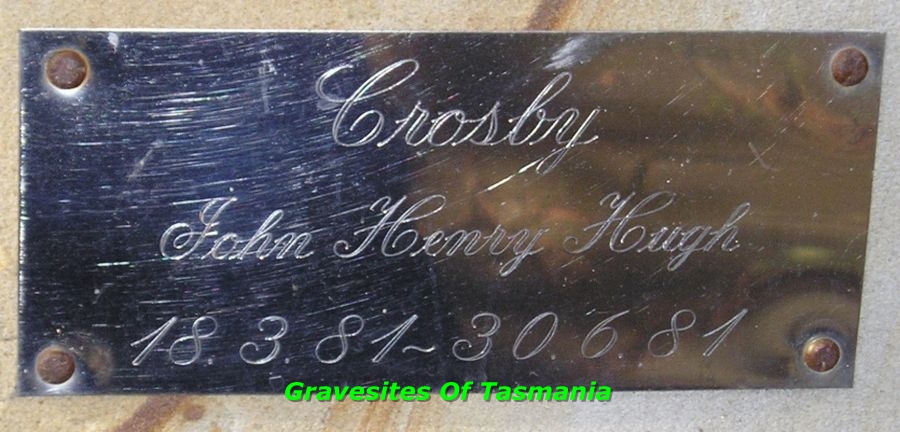 Crosby
John Henry Hugh
18.3.81~30.6.81
Gravesites Of Tasmania